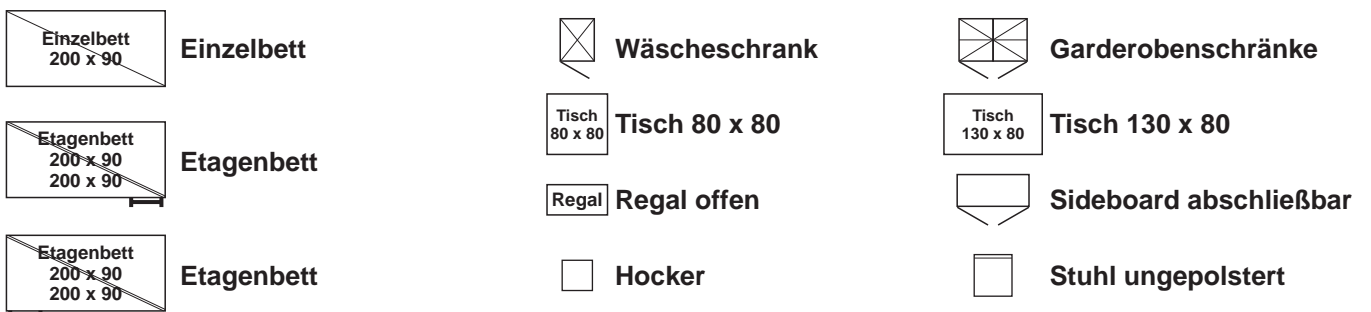 Einzelbett
200 x 90
Einzelbett
Etagenbett
200 x 90
200 x 90
Etagenbett
Etagenbett
200 x 90
200 x 90
Etagenbett
Wäscheschrank
Tisch
80 x 80
Tisch 80 x 80
Regal
Regal offen
Hocker
Garderobenschränke
Tisch
130 x 80
Tisch 130 x 80
Sideboard abschließbar
Stuhl ungepolstert